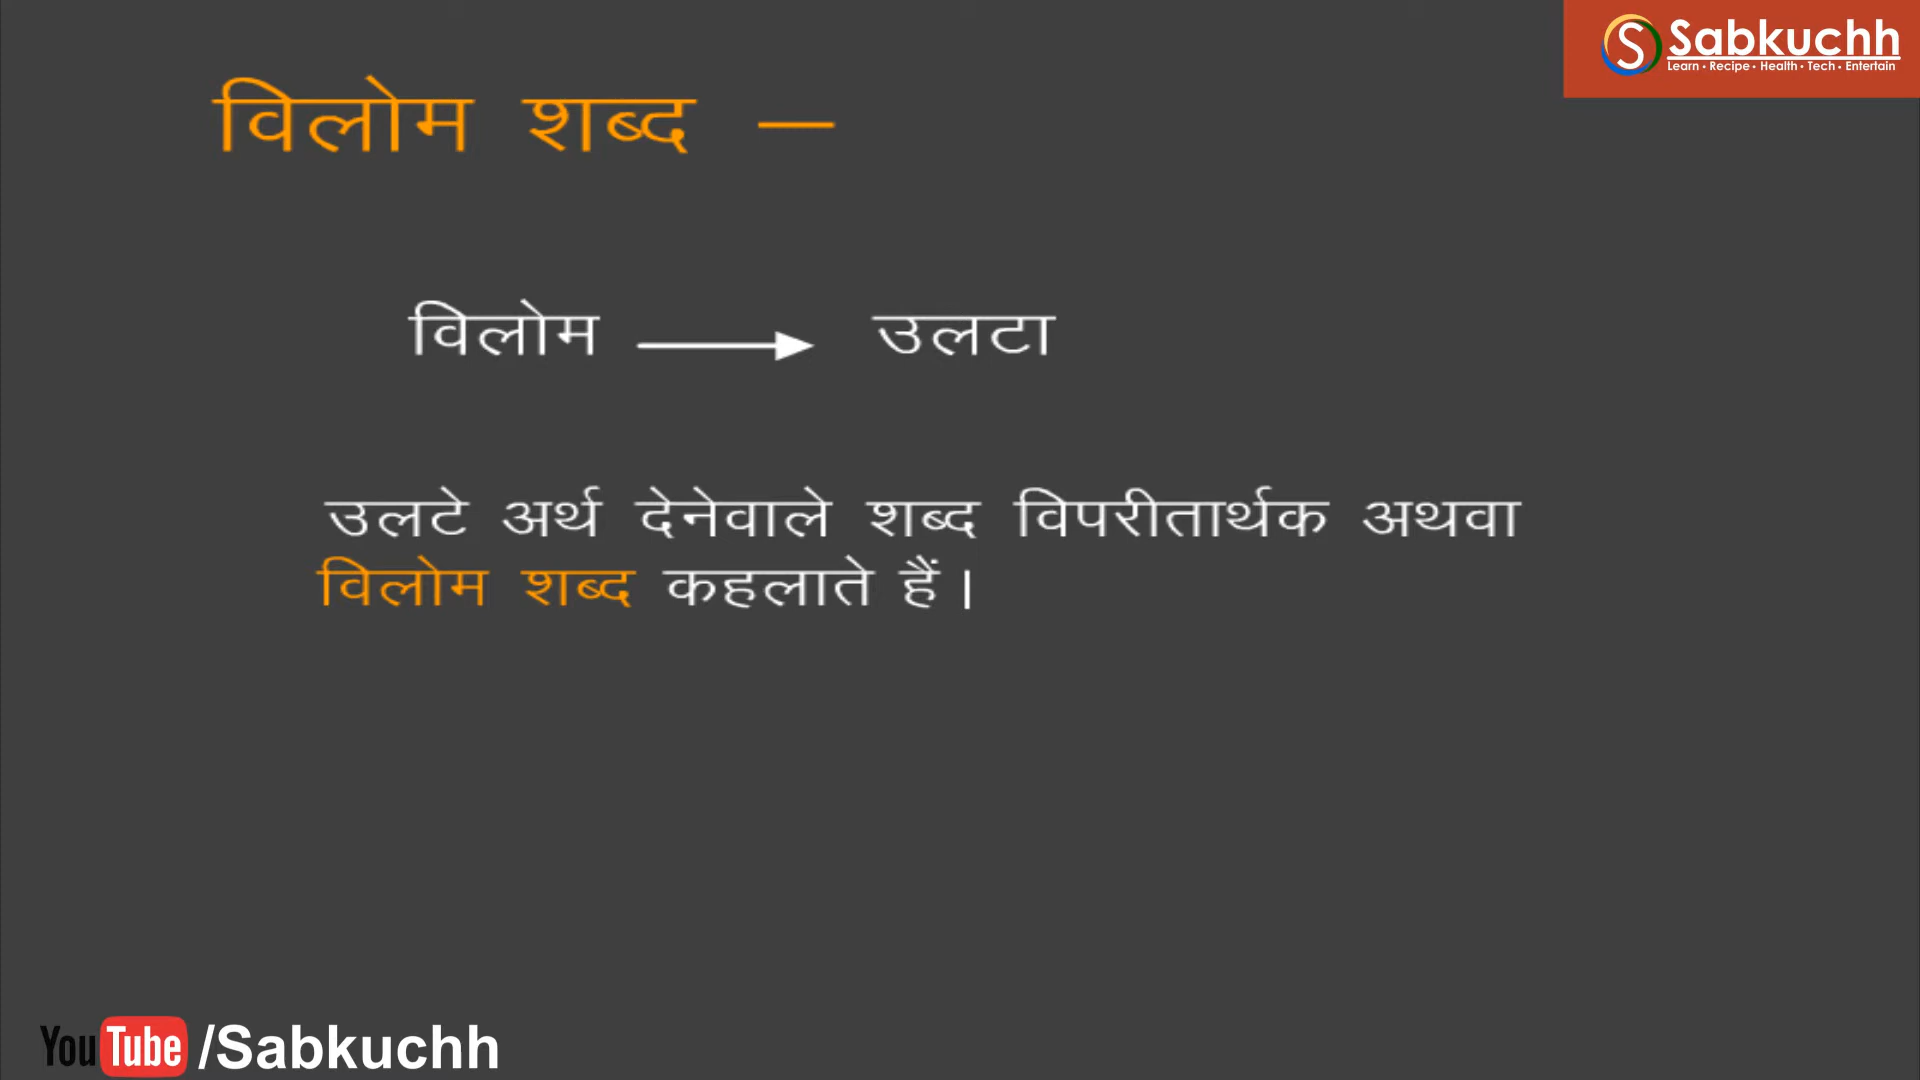 Sabkuchh
Learn • Recipe • Health • Tech • Entertain
विलोम शब्द —
विलोम → उलटा
उलटे अर्थ देनेवाले शब्द विपरीतार्थक अथवा
विलोम शब्द कहलाते हैं।
YouTube /Sabkuchh